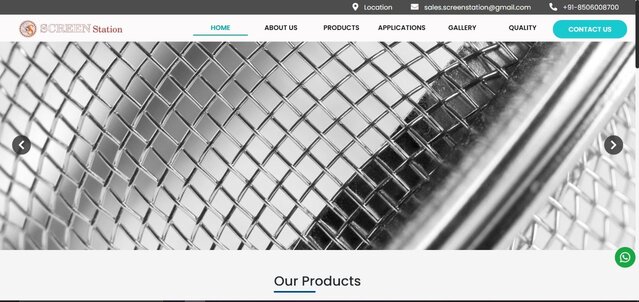 Location sales.screenstation@gmail.com +91-8506008700
SCREEN Station HOME ABOUT US PRODUCTS APPLICATIONS GALLERY QUALITY CONTACT US
Our Products